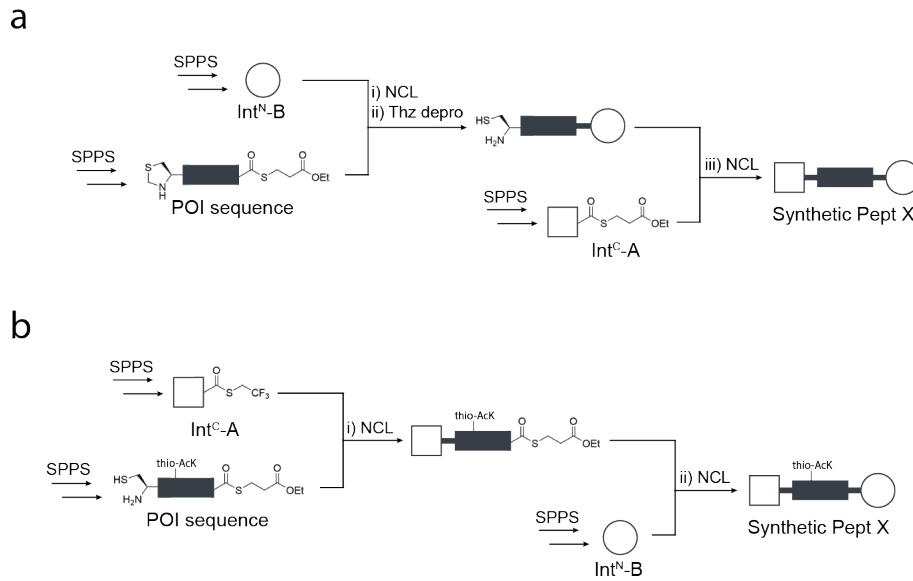 a
SPPS
Int^N-B
i) NCL
ii) Thz depro
SPPS
S
N
H
O
S
O
OEt
POI sequence
HS
H₂N
iii) NCL
SPPS
O
S
O
OEt
Int^C-A
Synthetic Pept X
b
SPPS
O
S
CF₃
Int^C-A
i) NCL
SPPS
thio-AcK
HS
H₂N
O
S
O
OEt
POI sequence
thio-AcK
O
S
O
OEt
ii) NCL
SPPS
Int^N-B
thio-AcK
Synthetic Pept X